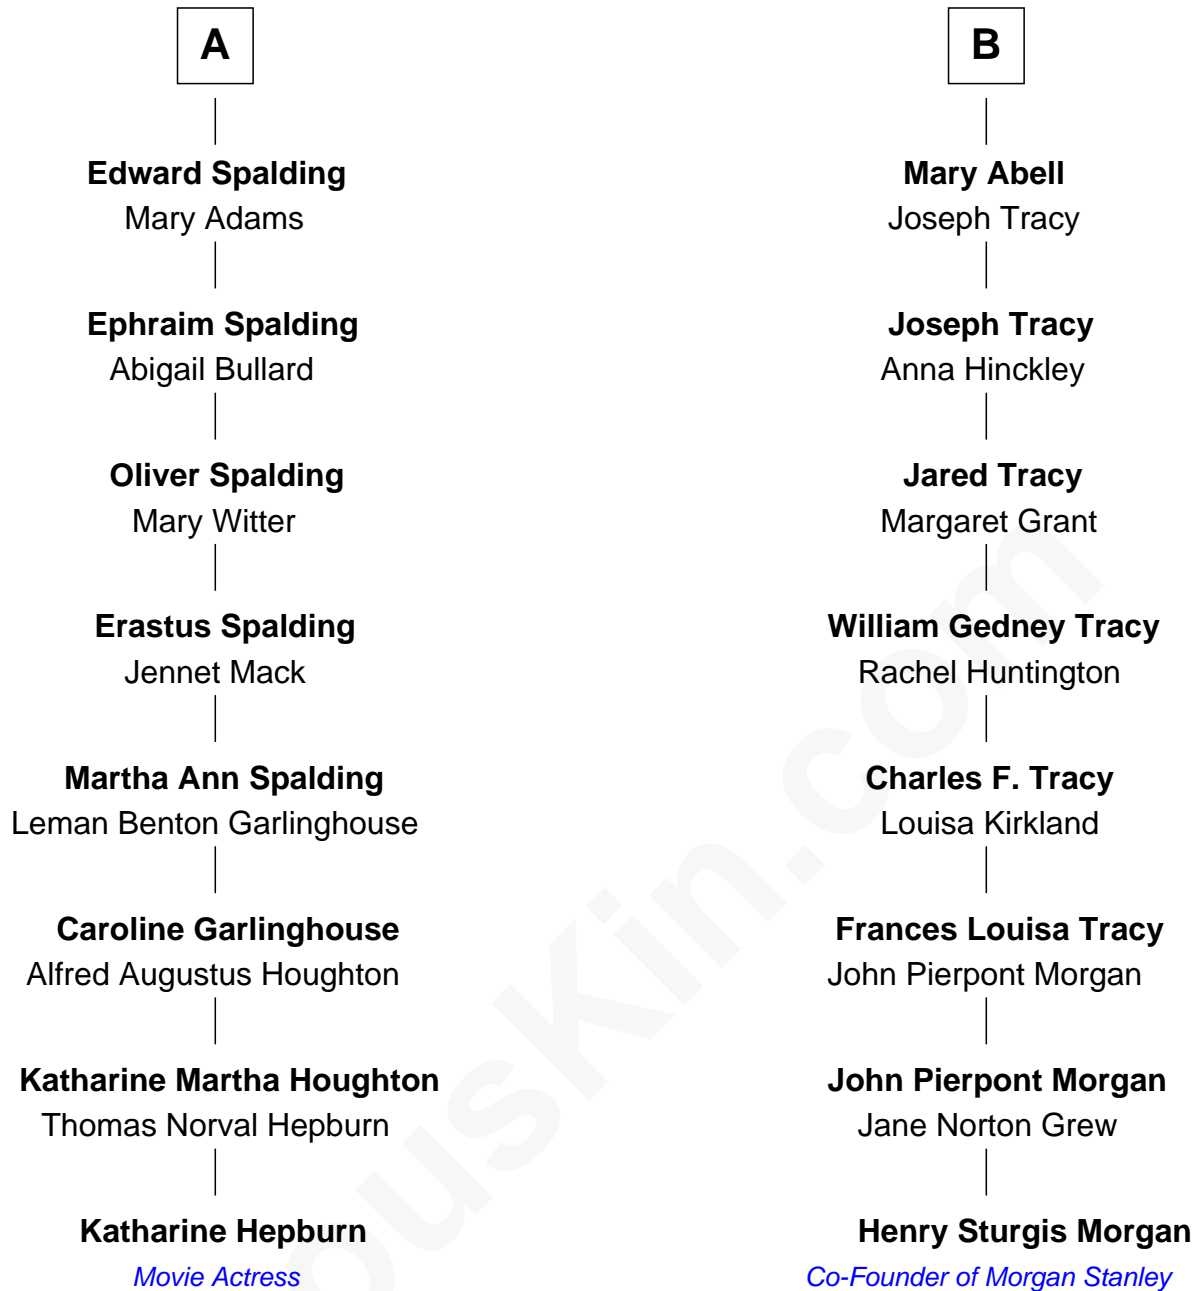 A
Edward Spalding
Mary Adams
Ephraim Spalding
Abigail Bullard
Oliver Spalding
Mary Witter
Erastus Spalding
Jennet Mack
Martha Ann Spalding
Leman Benton Garlinghouse
Caroline Garlinghouse
Alfred Augustus Houghton
Katharine Martha Houghton
Thomas Norval Hepburn
Katharine Hepburn
Movie Actress
B
Mary Abell
Joseph Tracy
Joseph Tracy
Anna Hinckley
Jared Tracy
Margaret Grant
William Gedney Tracy
Rachel Huntington
Charles F. Tracy
Louisa Kirkland
Frances Louisa Tracy
John Pierpont Morgan
John Pierpont Morgan
Jane Norton Grew
Henry Sturgis Morgan
Co-Founder of Morgan Stanley
ousKin.com